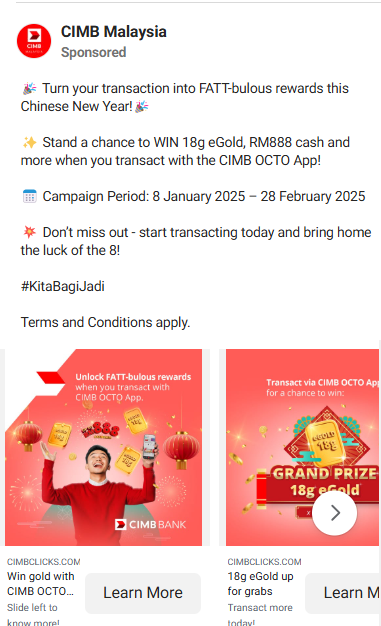 CIMB
CIMB Malaysia
Sponsored
🎉 Turn your transaction into FATT-bulous rewards this
Chinese New Year!🎉
✨ Stand a chance to WIN 18g eGold, RM888 cash and
more when you transact with the CIMB OCTO App!
🗓️ Campaign Period: 8 January 2025 – 28 February 2025
💥 Don’t miss out - start transacting today and bring home
the luck of the 8!
#KitaBagiJadi
Terms and Conditions apply.
Unlock FATT-bulous rewards
when you transact with
CIMB OCTO App.
888
CIMB BANK
CIMBCLICKS.COM
Win gold with
CIMB OCTO...
Slide left to
know more!
Learn More
Transact via CIMB OCTO App
for a chance to win:
eGOLD
18g
GRAND PRIZE
18g eGold
CIMBCLICKS.COM
18g eGold up
for grabs
Transact more
today!
Learn M